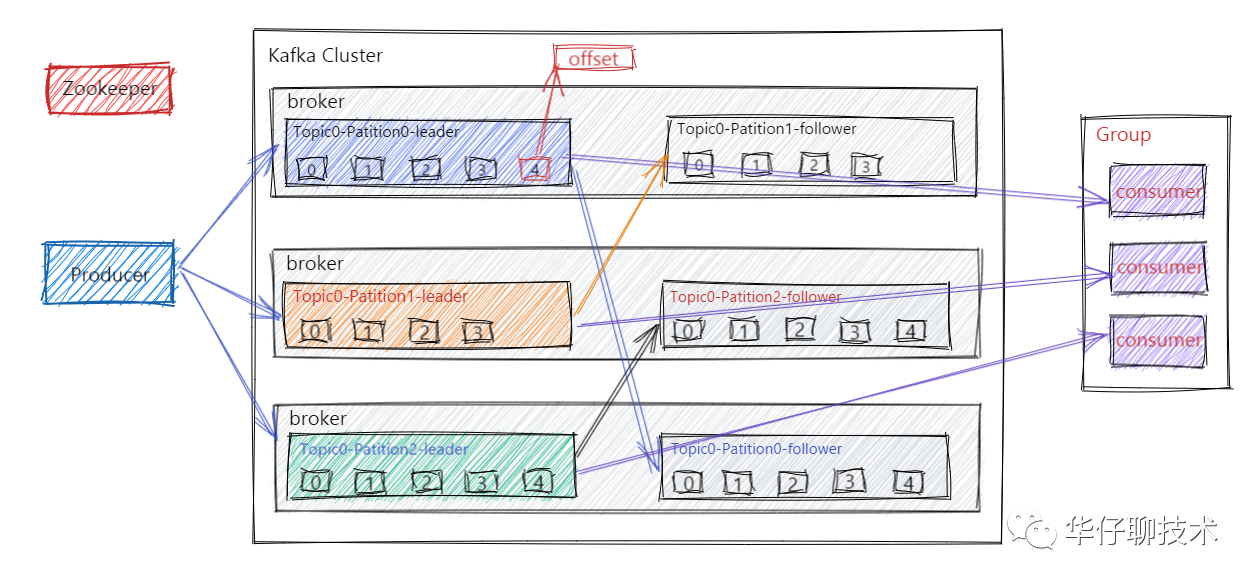 Kafka Cluster
offset
Zookeeper
broker
Topic0-Patition0-leader
0 1 2 3 4
Topic0-Patition1-follower
0 1 2 3
Group
consumer
consumer
consumer
Producer
broker
Topic0-Patition1-leader
0 1 2 3
Topic0-Patition2-follower
0 1 2 3 4
broker
Topic0-Patition2-leader
0 1 2 3 4
Topic0-Patition0-follower
0 1 2 3 4
华仔聊技术